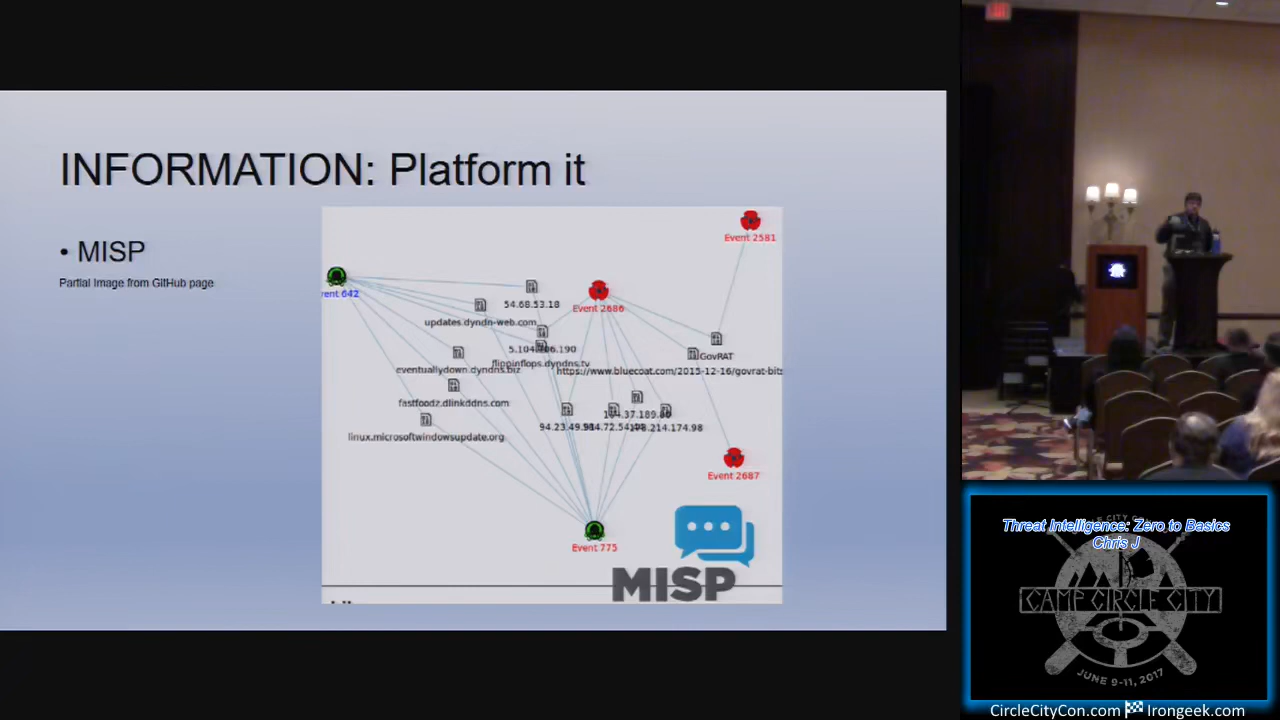 INFORMATION: Platform it
• MISP
Partial Image from GitHub page
Event 2581
54.68.53.18
Event 2686
updates.dyndn-web.com
flippinflops.dyndns.tv
GovRAT
eventuallydown.dyndns.biz
https://www.bluecoat.com/2015-12-16/govrat-bits
fastfoodz.dlinkddns.com
linux.microsoftwindowsupdate.org
Event 2687
Event 775
MISP
Threat Intelligence: Zero to Basics
Chris J
CAMP CIRCLE CITY
JUNE 9-11, 2017
CircleCityCon.com Irongeek.com